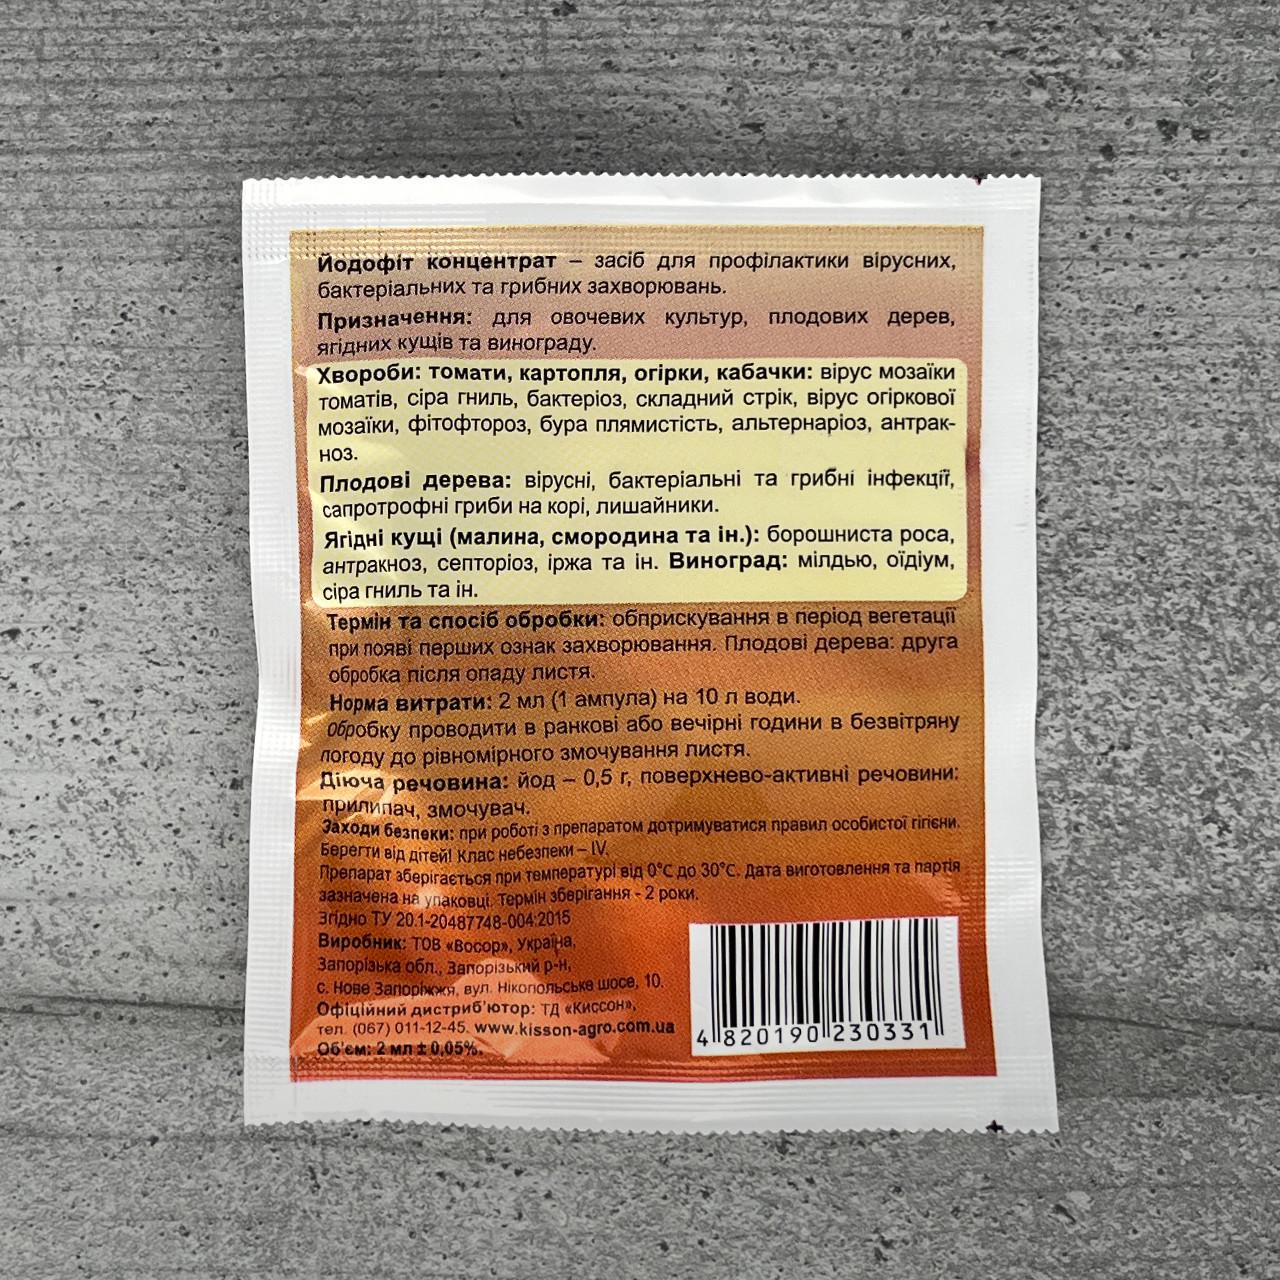 Йодофіт концентрат – засіб для профілактики вірусних,
бактеріальних та грибних захворювань.
Призначення: для овочевих культур, плодових дерев,
ягідних кущів та винограду.
Хвороби: томати, картопля, огірки, кабачки: вірус мозаїки
томатів, сіра гниль, бактеріоз, складний стрік, вірус огіркової
мозаїки, фітофтороз, бура плямистість, альтернаріоз, антрак-
ноз.
Плодові дерева: вірусні, бактеріальні та грибні інфекції,
сапротрофні гриби на корі, лишайники.
Ягідні кущі (малина, смородина та ін.): борошниста роса,
антракноз, септоріоз, іржа та ін. Виноград: мілдью, оїдіум,
сіра гниль та ін.
Термін та спосіб обробки: обприскування в період вегетації
при появі перших ознак захворювання. Плодові дерева: друга
обробка після опаду листя.
Норма витрати: 2 мл (1 ампула) на 10 л води.
Обробку проводити в ранкові або вечірні години в безвітряну
погоду до рівномірного змочування листя.
Діюча речовина: йод – 0,5 г, поверхнево-активні речовини:
прилипач, змочувач.
Заходи безпеки: при роботі з препаратом дотримуватися правил особистої гігієни.
Берегти від дітей! Клас небезпеки – IV.
Препарат зберігається при температурі від 0°С до 30°С. Дата виготовлення та партія
зазначена на упаковці. Термін зберігання - 2 роки.
Згідно ТУ 20.1-20487748-004:2015
Виробник: ТОВ «Восор», Україна,
Запорізька обл., Запорізький р-н,
с. Нове Запоріжжя, вул. Нікопольське шосе, 10.
Офіційний дистриб'ютор: ТД «Киссон»,
тел. (067) 011-12-45. www.kisson-agro.com.ua
Об'єм: 2 мл ± 0,05%.
4 820190 230331